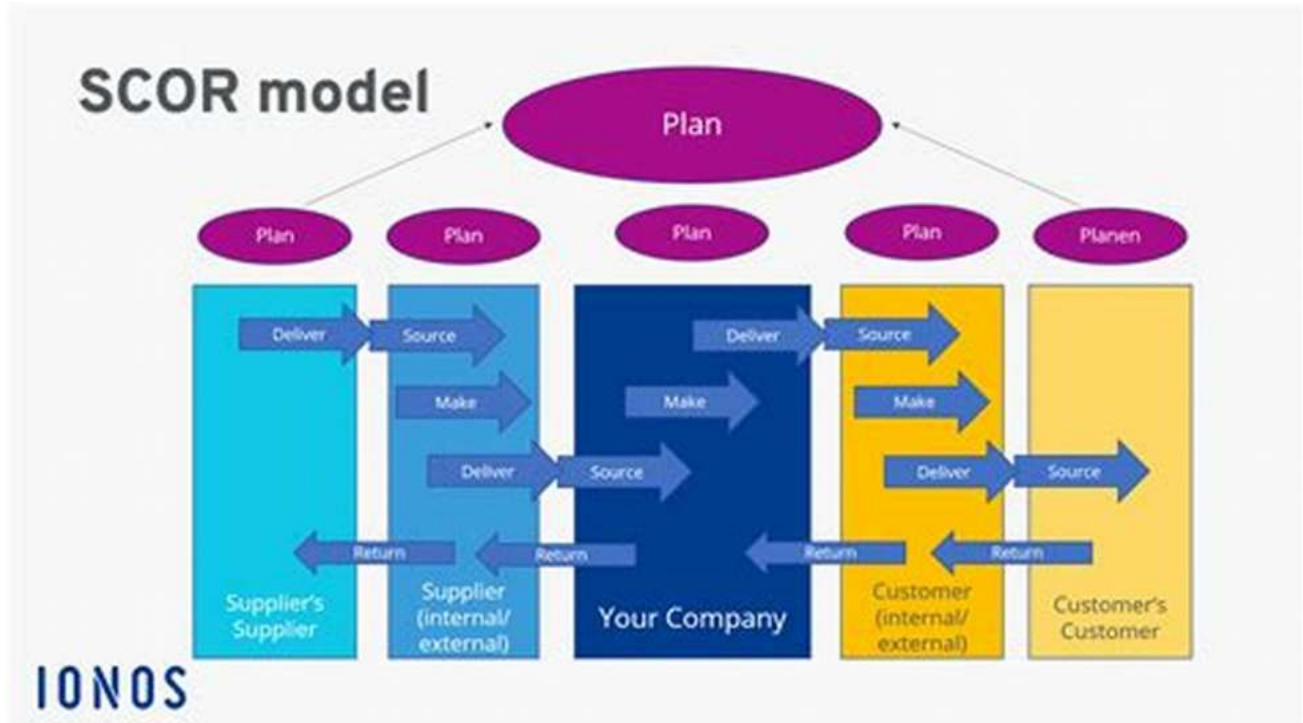 SCOR model
Plan
Plan
Plan
Plan
Plan
Planen
Deliver
Source
Deliver
Source
Make
Make
Make
Deliver
Source
Deliver
Source
Return
Return
Return
Return
Supplier's
Supplier
Supplier
(internal/
external)
Your Company
Customer
(internal/
external)
Customer's
Customer
IONOS